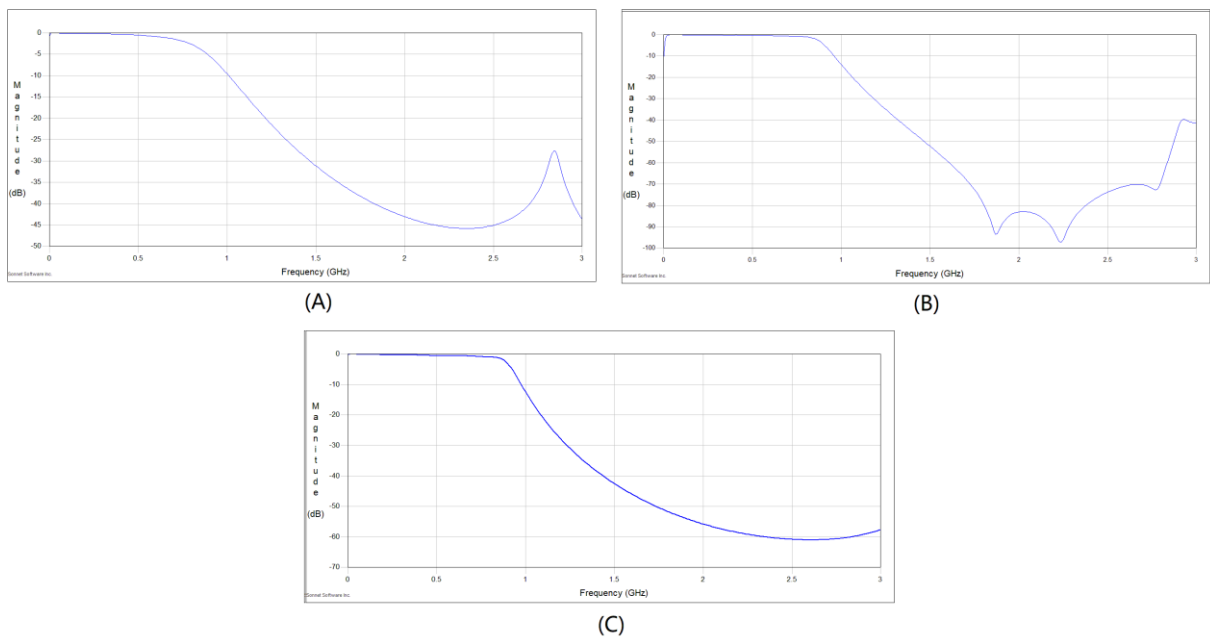 0
-5
-10
-15
-20
-25
-30
-35
-40
-45
-50
Magnitude
(dB)
0 0.5 1 1.5 2 2.5 3
Frequency (GHz)
Sonnet Software Inc.
(A)
0
-10
-20
-30
-40
-50
-60
-70
-80
-90
-100
Magnitude
(dB)
0 0.5 1 1.5 2 2.5 3
Frequency (GHz)
Sonnet Software Inc.
(B)
0
-10
-20
-30
-40
-50
-60
-70
Magnitude
(dB)
0 0.5 1 1.5 2 2.5 3
Frequency (GHz)
Sonnet Software Inc.
(C)